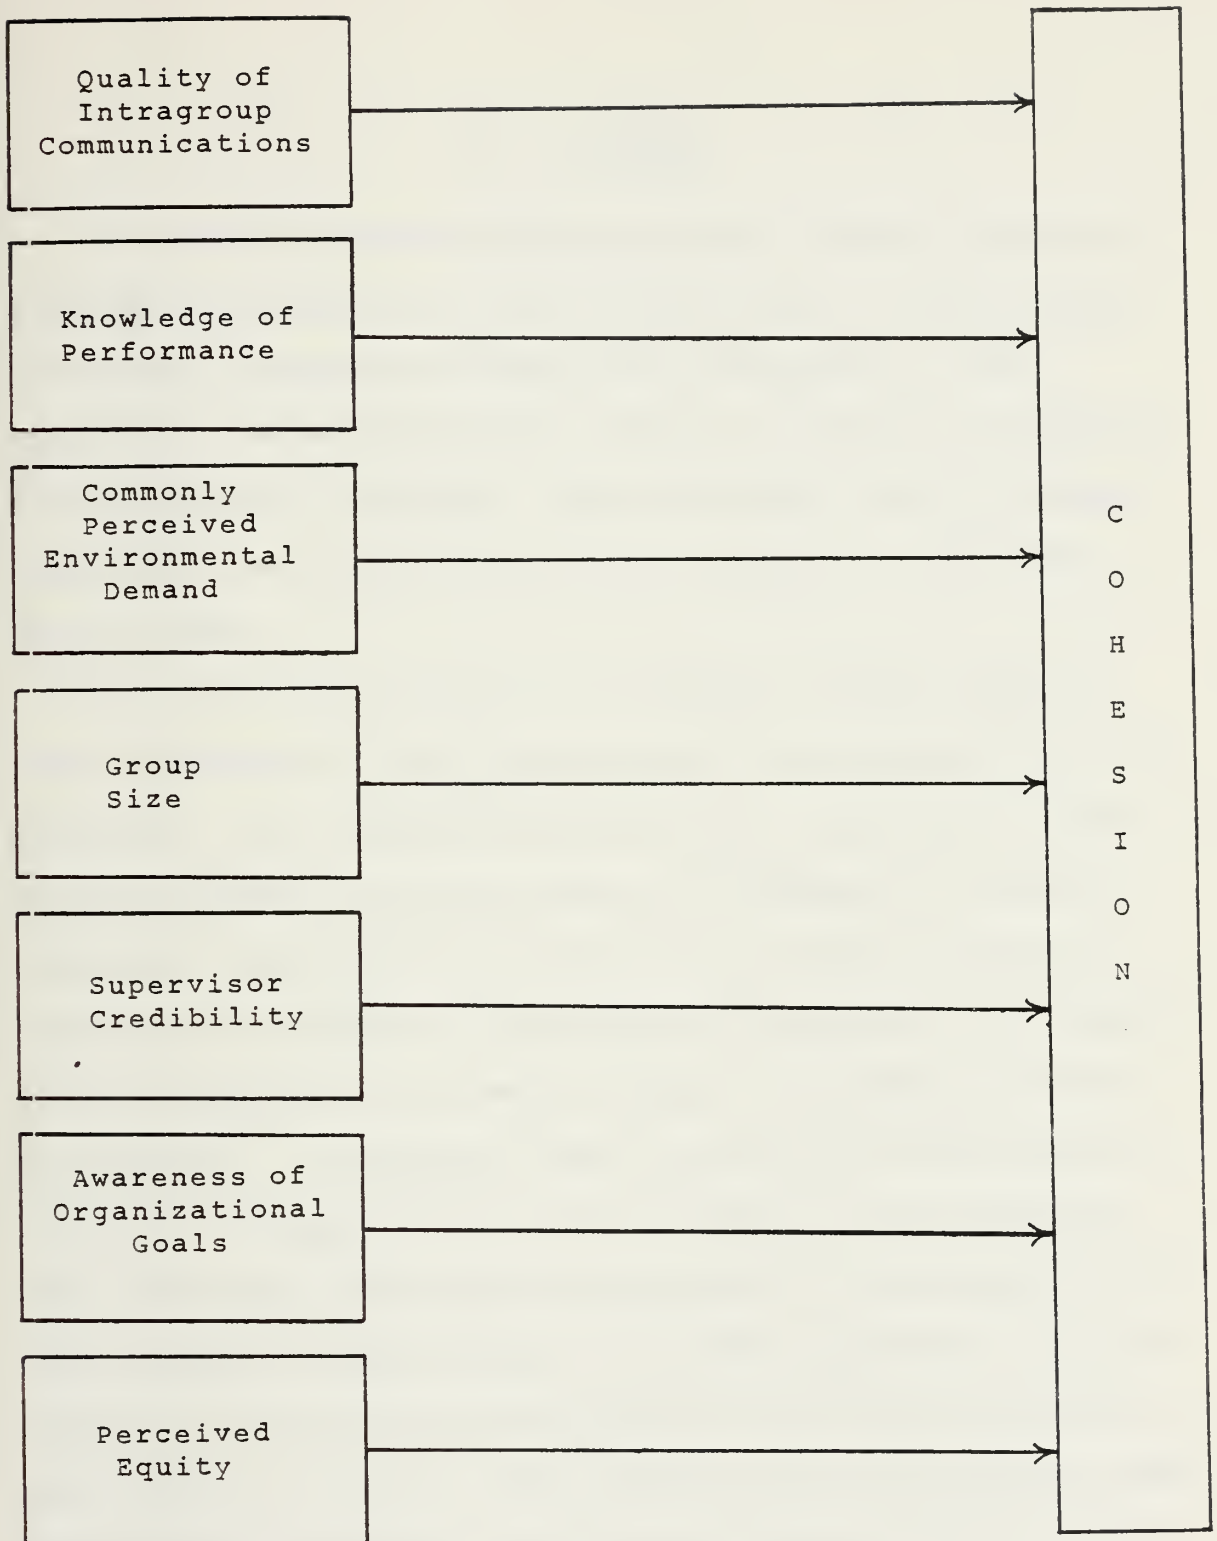 Quality of
Intragroup
Communications
Knowledge of
Performance
Commonly
Perceived
Environmental
Demand
Group
Size
Supervisor
Credibility
Awareness of
Organizational
Goals
Perceived
Equity
COHESION